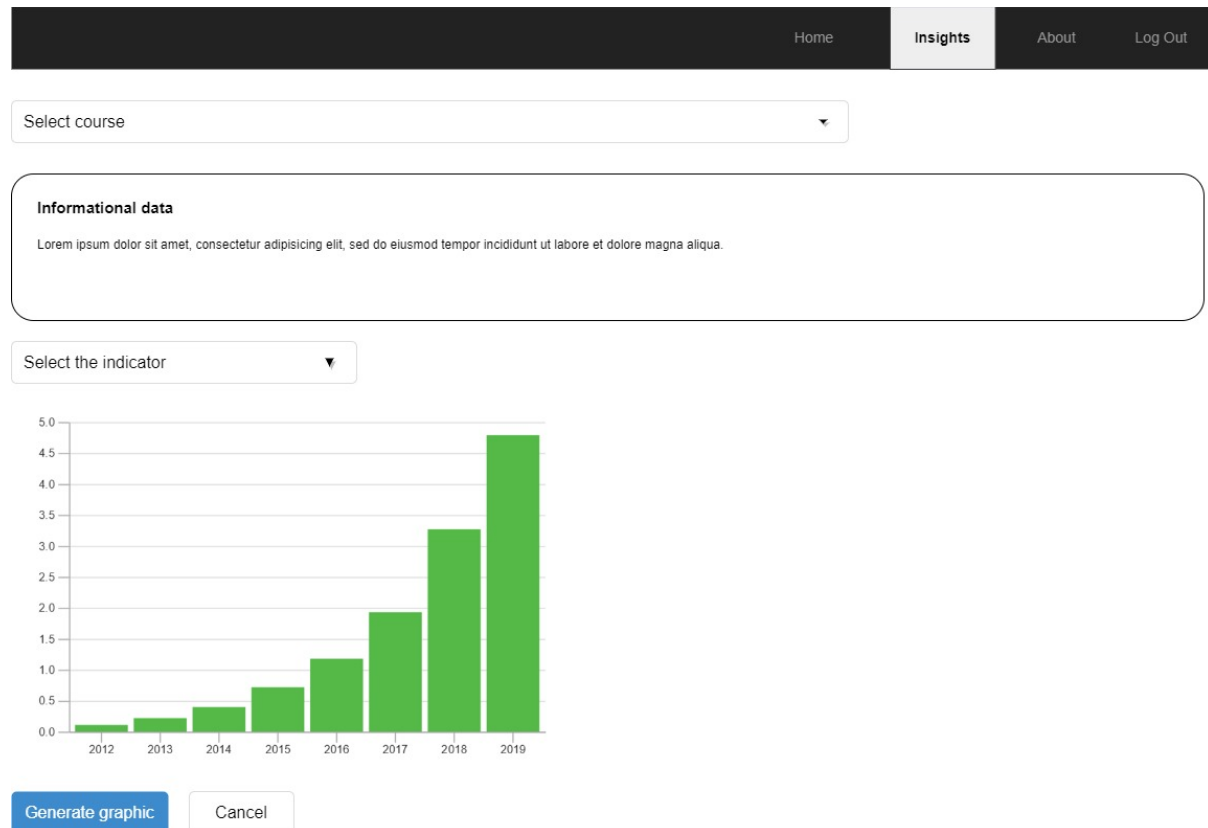 Home Insights About Log Out
Select course
Informational data
Lorem ipsum dolor sit amet, consectetur adipisicing elit, sed do eiusmod tempor incididunt ut labore et dolore magna aliqua.
Select the indicator
5.0
4.5
4.0
3.5
3.0
2.5
2.0
1.5
1.0
0.5
0.0
2012 2013 2014 2015 2016 2017 2018 2019
Generate graphic Cancel